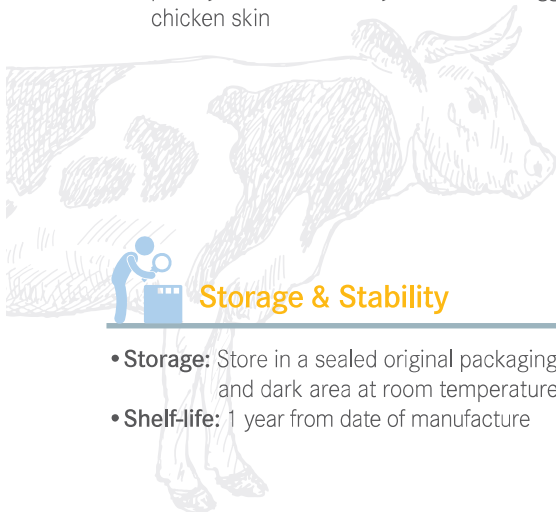 chicken skin
Storage & Stability
• Storage: Store in a sealed original packaging
and dark area at room temperature
• Shelf-life: 1 year from date of manufacture